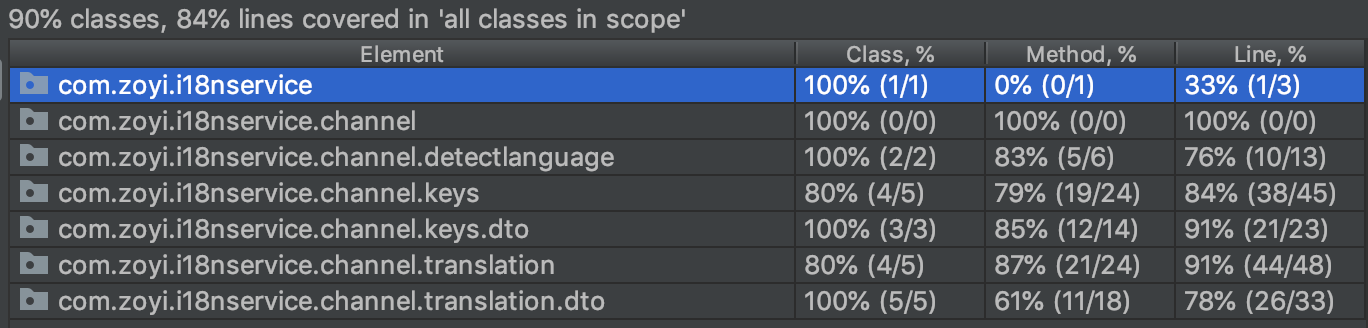 90% classes, 84% lines covered in 'all classes in scope'
Element Class, % Method, % Line, %
com.zoyi.i18nservice 100% (1/1) 0% (0/1) 33% (1/3)
com.zoyi.i18nservice.channel 100% (0/0) 100% (0/0) 100% (0/0)
com.zoyi.i18nservice.channel.detectlanguage 100% (2/2) 83% (5/6) 76% (10/13)
com.zoyi.i18nservice.channel.keys 80% (4/5) 79% (19/24) 84% (38/45)
com.zoyi.i18nservice.channel.keys.dto 100% (3/3) 85% (12/14) 91% (21/23)
com.zoyi.i18nservice.channel.translation 80% (4/5) 87% (21/24) 91% (44/48)
com.zoyi.i18nservice.channel.translation.dto 100% (5/5) 61% (11/18) 78% (26/33)